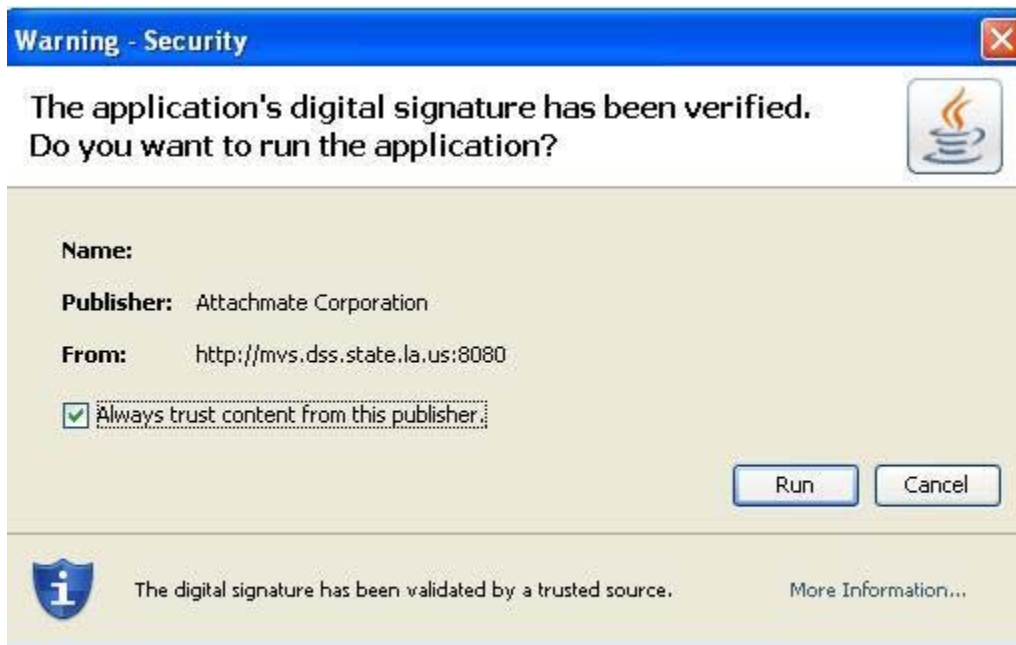 Warning - Security
The application's digital signature has been verified.
Do you want to run the application?
Name:
Publisher: Attachmate Corporation
From: http://mvs.dss.state.la.us:8080
Always trust content from this publisher.
Run Cancel
The digital signature has been validated by a trusted source. More Information...